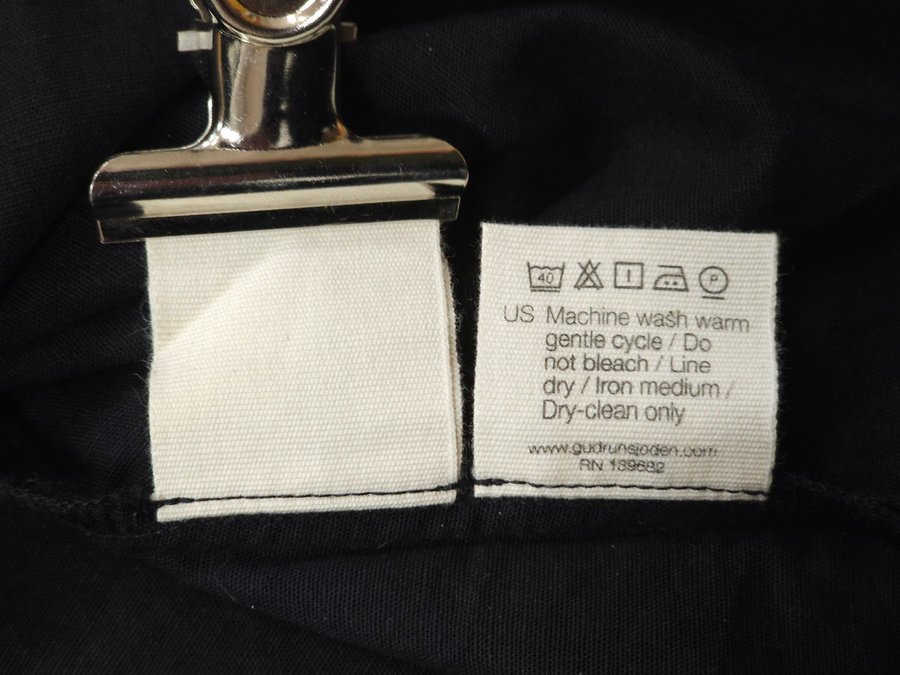 40 P
US Machine wash warm
gentle cycle / Do
not bleach / Line
dry / Iron medium /
Dry-clean only
www.gudrunsjoden.com
RN 139682